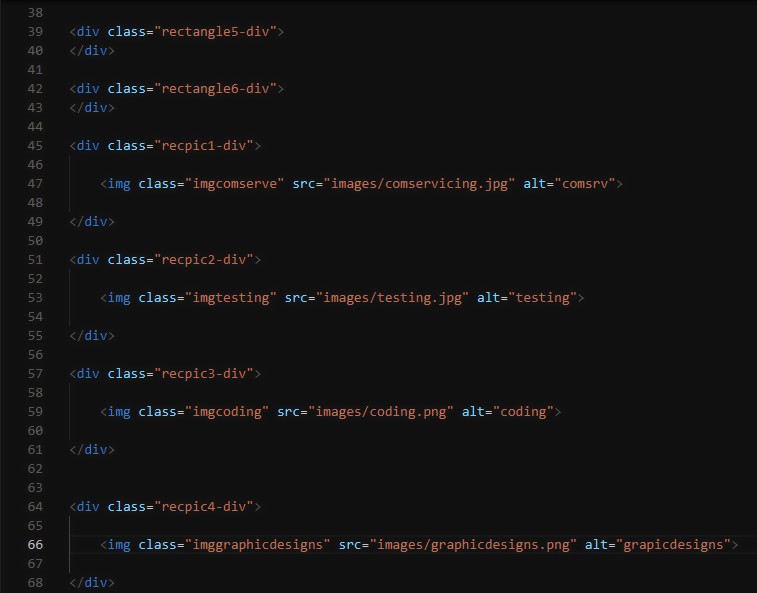 38
39 <div class="rectangle5-div">
40 </div>
41
42 <div class="rectangle6-div">
43 </div>
44
45 <div class="recpic1-div">
46
47     <img class="imgcomserve" src="images/comservicing.jpg" alt="comsrv">
48
49 </div>
50
51 <div class="recpic2-div">
52
53     <img class="imgtesting" src="images/testing.jpg" alt="testing">
54
55 </div>
56
57 <div class="recpic3-div">
58
59     <img class="imgcoding" src="images/coding.png" alt="coding">
60
61 </div>
62
63
64 <div class="recpic4-div">
65
66     <img class="imggraphicdesigns" src="images/graphicdesigns.png" alt="grapicdesigns">
67
68 </div>